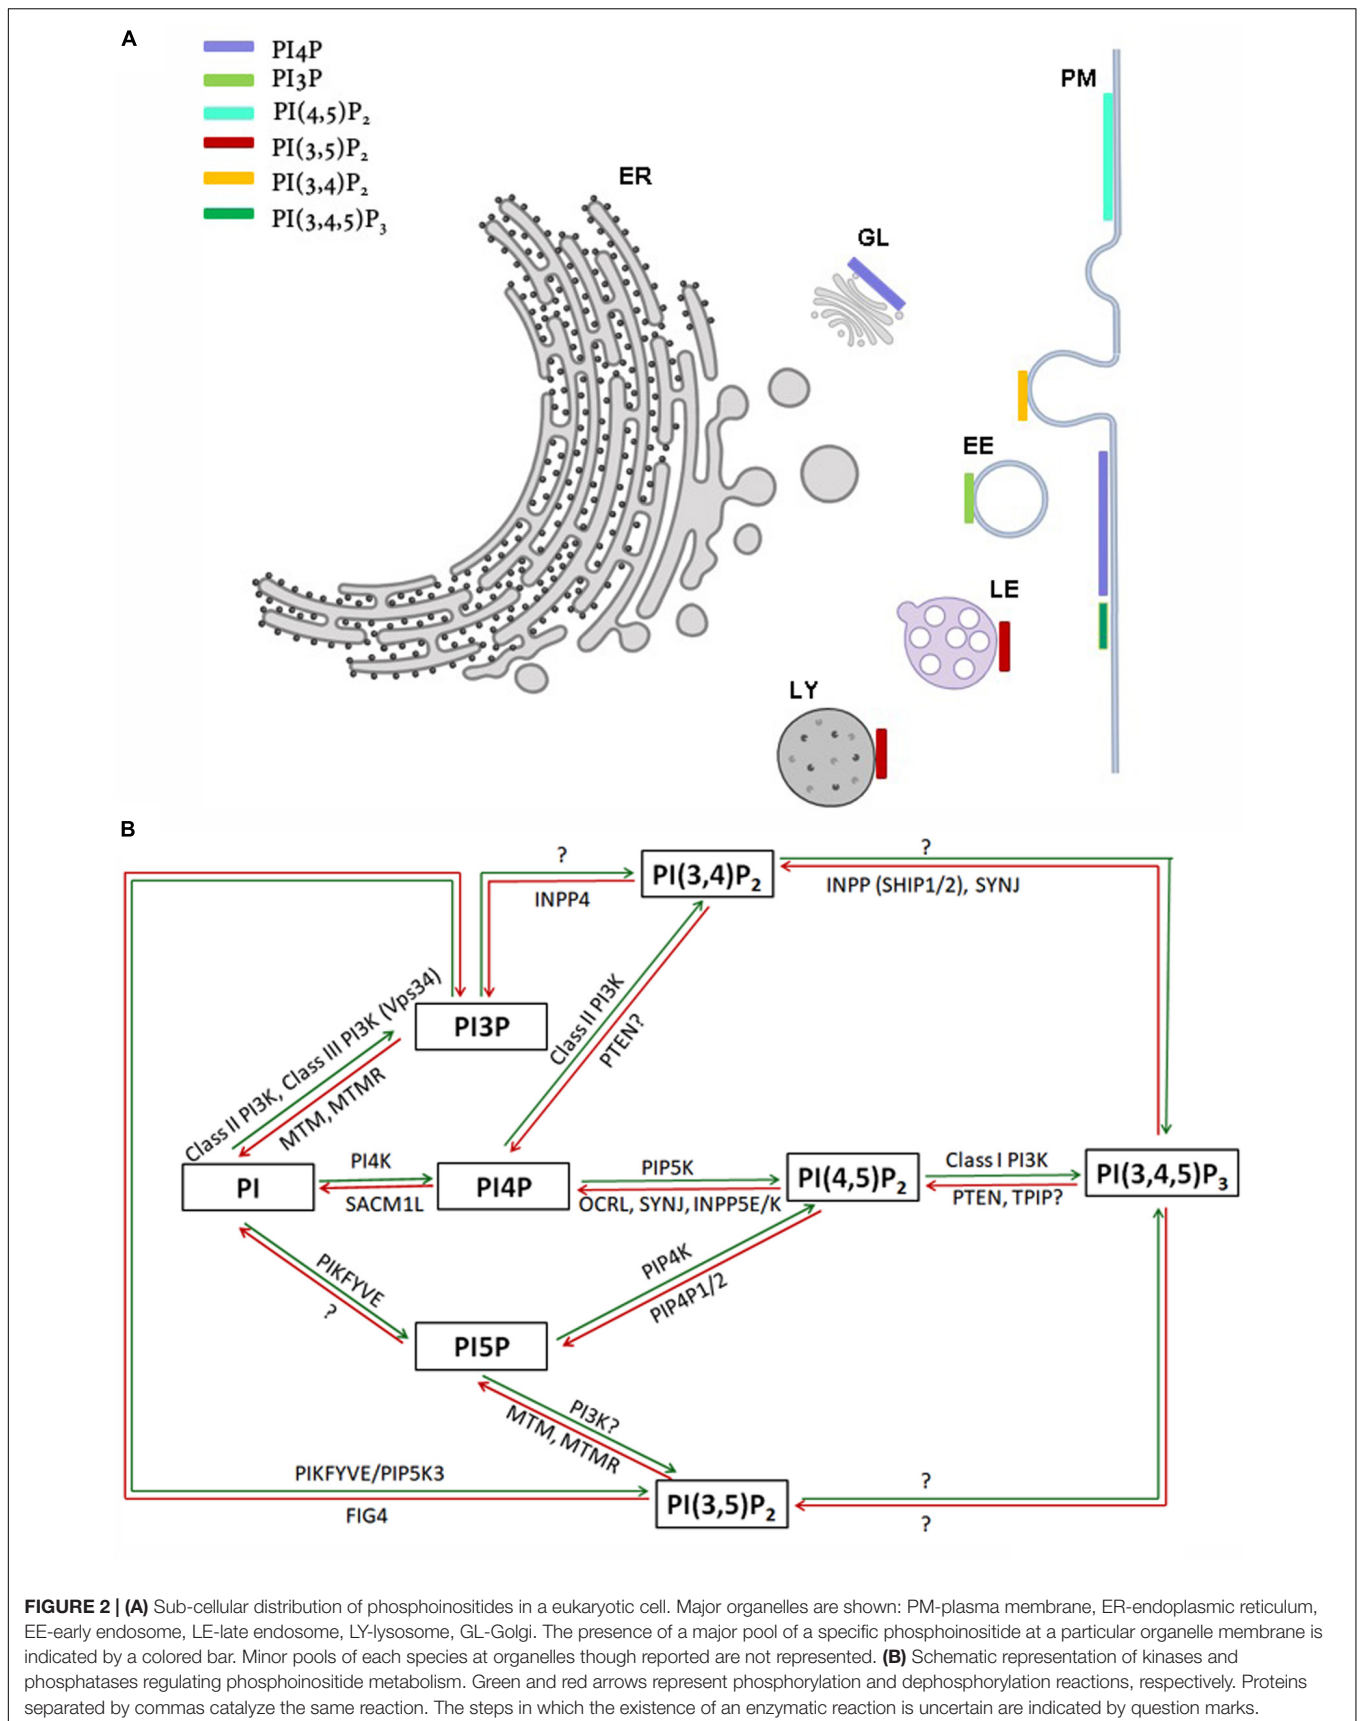 A
PI4P
PI3P
PI(4,5)P2
PI(3,5)P2
PI(3,4)P2
PI(3,4,5)P3
PM
ER
GL
EE
LE
LY
B
?
PI(3,4)P2
?
INPP4
INPP (SHIP1/2), SYNJ
Class II PI3K, Class III PI3K (Vps34)
PI3P
Class II PI3K
PTEN?
MTM, MTMR
PI
PI4K
SACM1L
PI4P
PIP5K
OCRL, SYNJ, INPP5E/K
PI(4,5)P2
Class I PI3K
PTEN, TPIP?
PI(3,4,5)P3
PIKFYVE
?
PIP4K
PIP4P1/2
PI5P
PI3K?
MTM, MTMR
PIKFYVE/PIP5K3
FIG4
PI(3,5)P2
?
?
FIGURE 2 | (A) Sub-cellular distribution of phosphoinositides in a eukaryotic cell. Major organelles are shown: PM-plasma membrane, ER-endoplasmic reticulum,
EE-early endosome, LE-late endosome, LY-lysosome, GL-Golgi. The presence of a major pool of a specific phosphoinositide at a particular organelle membrane is
indicated by a colored bar. Minor pools of each species at organelles though reported are not represented. (B) Schematic representation of kinases and
phosphatases regulating phosphoinositide metabolism. Green and red arrows represent phosphorylation and dephosphorylation reactions, respectively. Proteins
separated by commas catalyze the same reaction. The steps in which the existence of an enzymatic reaction is uncertain are indicated by question marks.